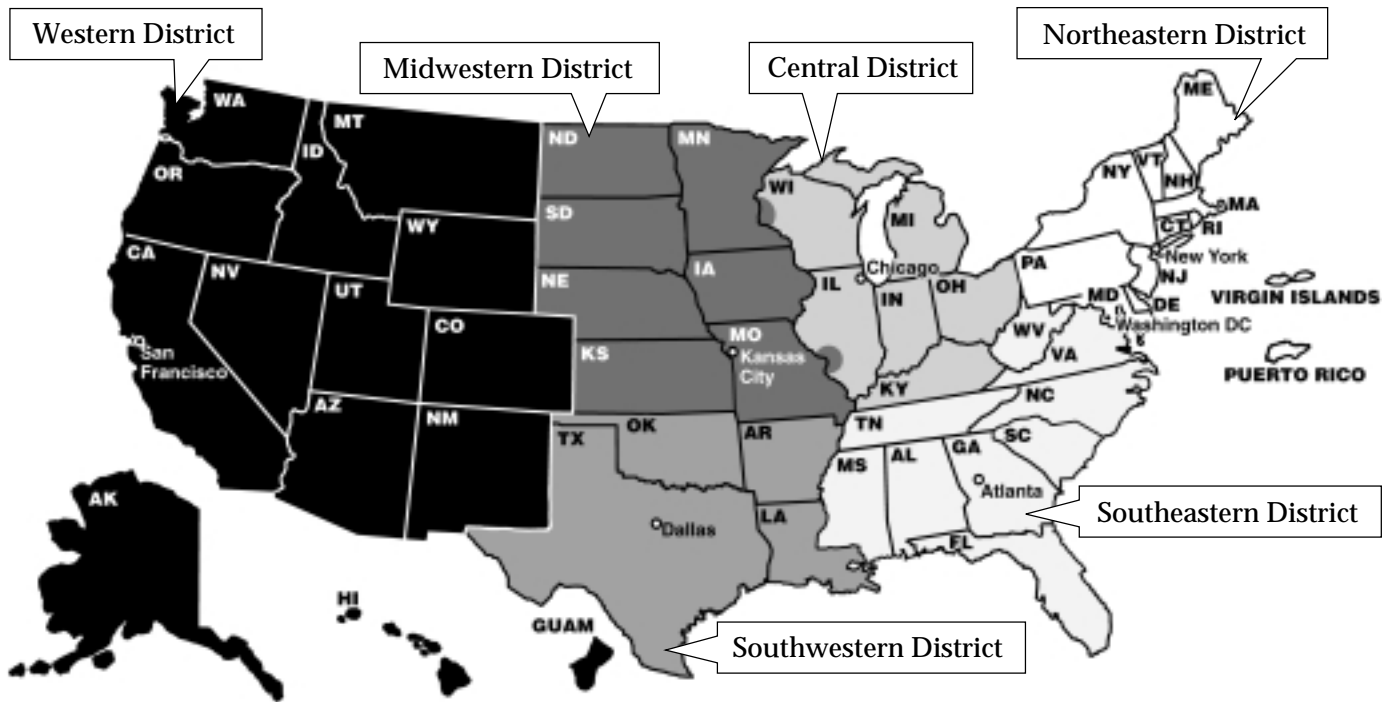 Western District
Midwestern District
Central District
Northeastern District
WA
MT
ID
OR
WY
CA
NV
UT
CO
AZ
NM
San
Francisco
ND
MN
SD
NE
IA
KS
MO
Kansas
City
WI
MI
Chicago
IL
IN
OH
KY
ME
VT
NH
NY
MA
CT
RI
New York
PA
NJ
MD
DE
Washington DC
WV
VA
VIRGIN ISLANDS
PUERTO RICO
NC
TN
SC
MS
AL
GA
Atlanta
FL
Southeastern District
TX
OK
AR
LA
Dallas
Southwestern District
AK
HI
GUAM